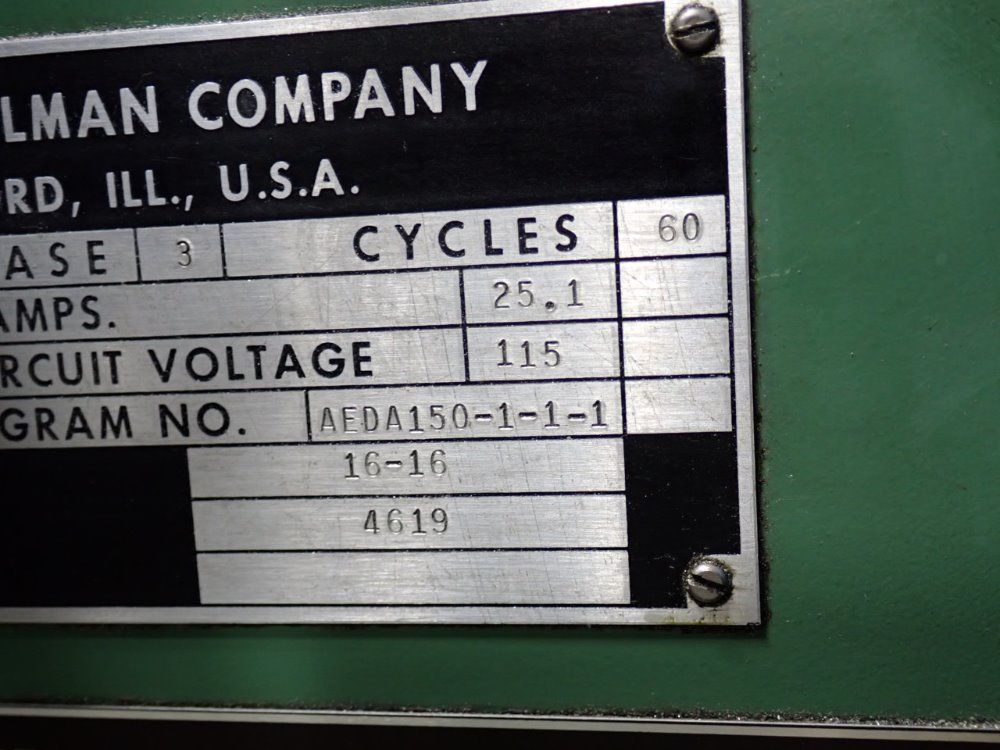 LMAN COMPANY
RD, ILL., U.S.A.
ASE 3 CYCLES 60
AMPS. 25.1
RCUIT VOLTAGE 115
GRAM NO. AEDA150-1-1-1
16-16
4619